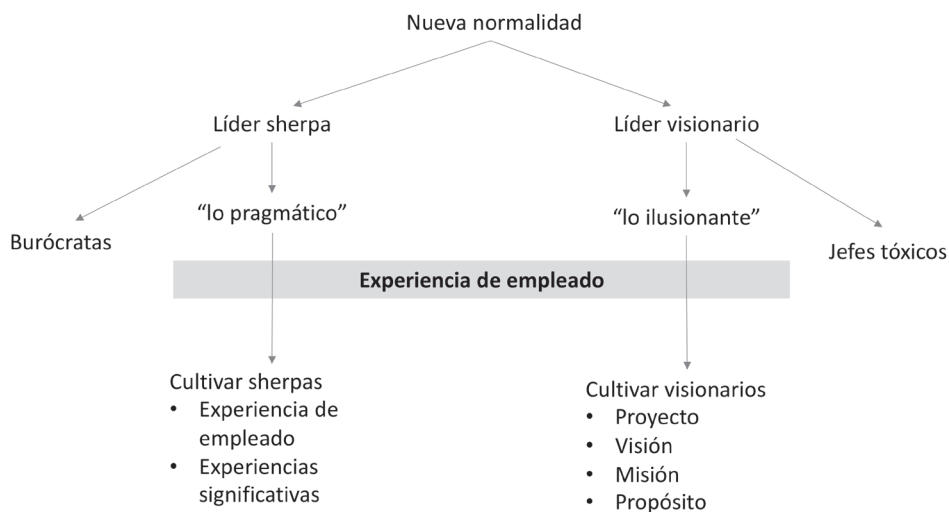 Nueva normalidad
Líder sherpa
Líder visionario
“lo pragmático”
“lo ilusionante”
Burócratas
Jefes tóxicos
Experiencia de empleado
Cultivar sherpas
• Experiencia de
empleado
• Experiencias
significativas
Cultivar visionarios
• Proyecto
• Visión
• Misión
• Propósito